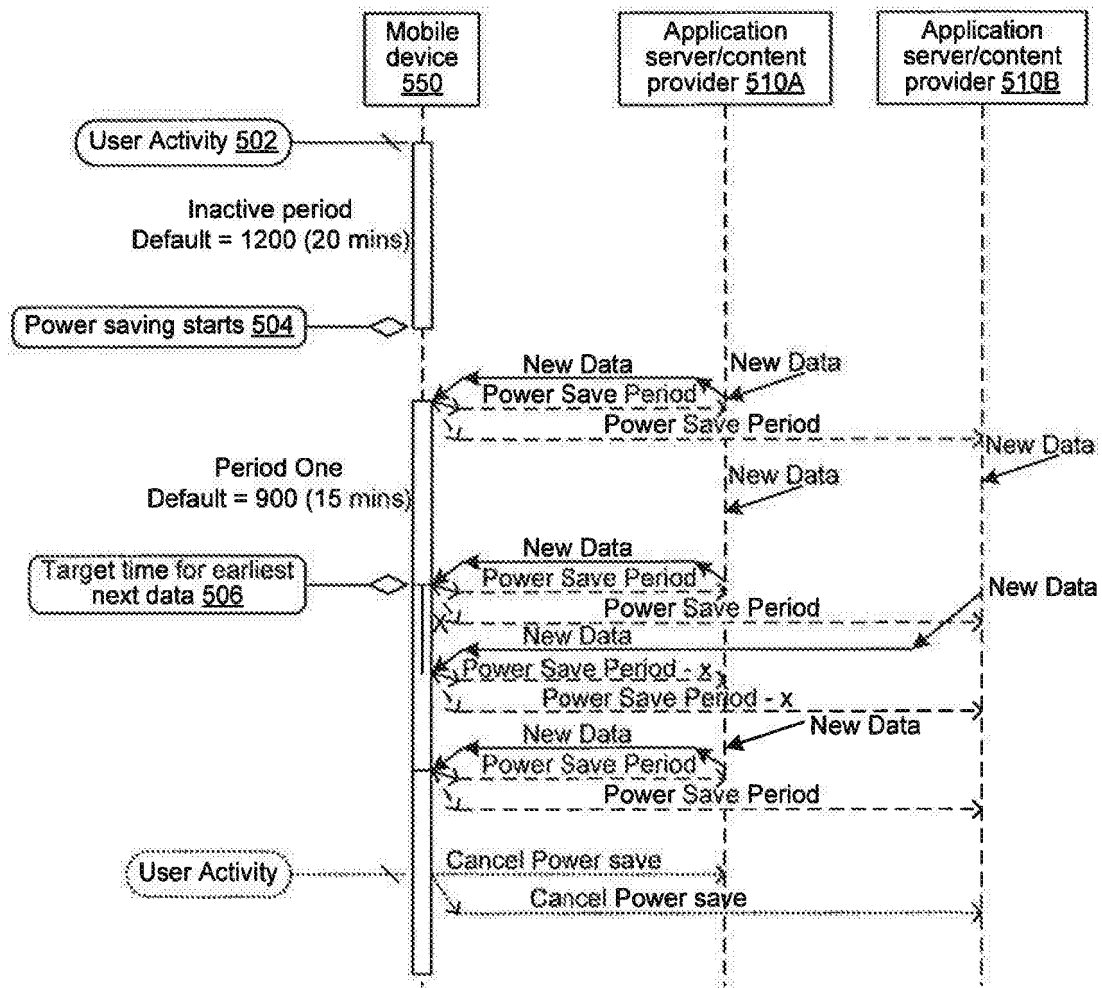 Mobile
device
550
Application
server/content
provider 510A
Application
server/content
provider 510B
User Activity 502
Inactive period
Default = 1200 (20 mins)
Power saving starts 504
New Data
New Data
Power Save Period
Power Save Period
New Data
Period One
Default = 900 (15 mins)
New Data
New Data
Target time for earliest
next data 506
Power Save Period
New Data
Power Save Period
New Data
Power Save Period - x
Power Save Period - x
New Data
New Data
Power Save Period
Power Save Period
User Activity
Cancel Power save
Cancel Power save